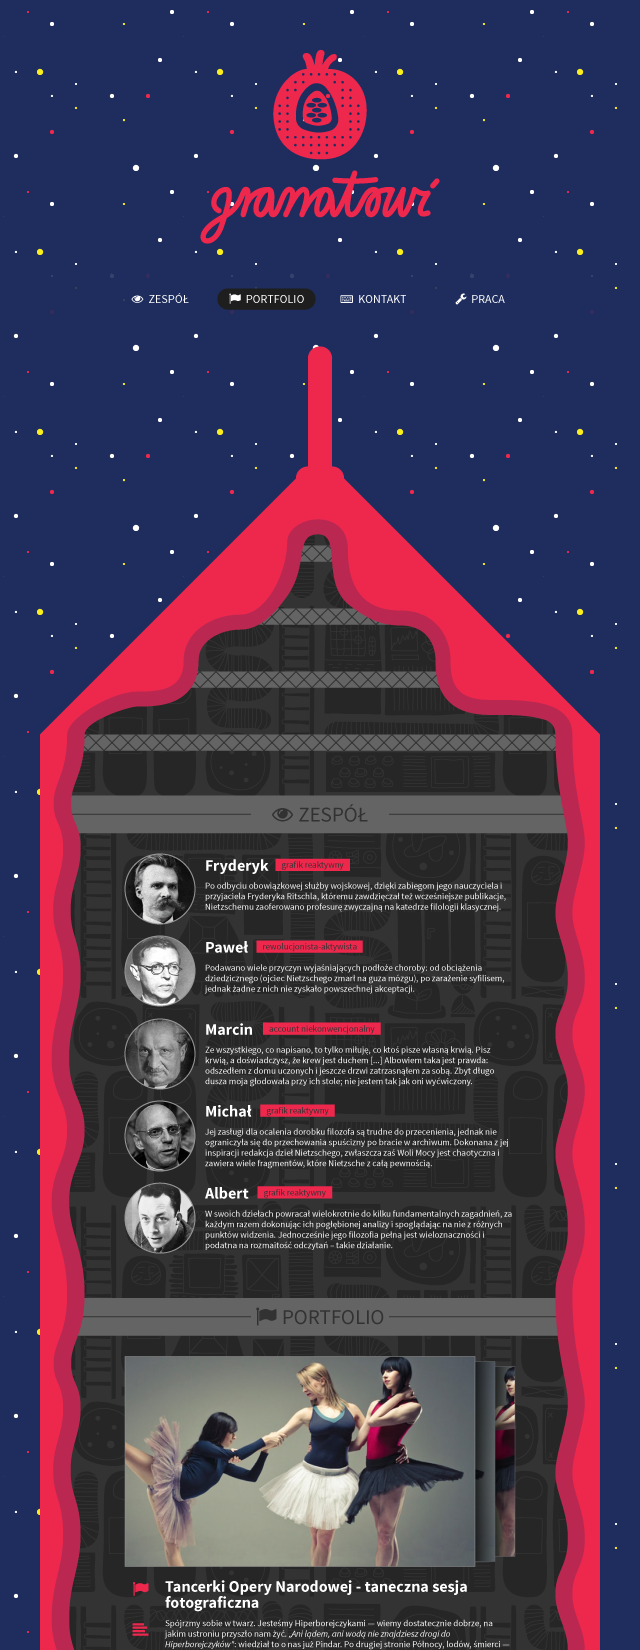 granatowi
ZESPÓŁ PORTFOLIO KONTAKT PRACA
ZESPÓŁ
Fryderyk grafik reaktywny
Po odbyciu obowiązkowej służby wojskowej, dzięki zabiegom jego nauczyciela i
przyjaciela Fryderyka Ritschla, któremu zawdzięczał też wcześniejsze publikacje,
Nietzschemu zaoferowano profesurę zwyczajną na katedrze filologii klasycznej.
Paweł rewolucjonista-aktywista
Podawano wiele przyczyn wyjaśniających podłoże choroby: od obciążenia
dziedzicznego (ojciec Nietzschego zmarł na guza mózgu), po zarażenie syfilisem,
jednak żadne z nich nie zyskało powszechnej akceptacji.
Marcin account niekonwencjonalny
Ze wszystkiego, co napisano, to tylko miłuję, co ktoś pisze własną krwią. Pisz
krwią, a doświadczysz, że krew jest duchem [...] Albowiem taka jest prawda:
odszedłem z domu uczonych i jeszcze drzwi zatrzasnąłem za sobą. Zbyt długo
dusza moja głodowała przy ich stole; nie jestem tak jak oni wyćwiczony.
Michał grafik reaktywny
Jej zasługi dla ocalenia dorobku filozofa są trudne do przecenienia, jednak nie
ograniczyła się do przechowania spuścizny po bracie w archiwum. Dokonana z jej
inspiracji redakcja dzieł Nietzschego, zwłaszcza zaś Woli Mocy jest chaotyczna i
zawiera wiele fragmentów, które Nietzsche z całą pewnością.
Albert grafik reaktywny
W swoich dziełach powracał wielokrotnie do kilku fundamentalnych zagadnień, za
każdym razem dokonując ich pogłębionej analizy i spoglądając na nie z różnych
punktów widzenia. Jednocześnie jego filozofia pełna jest wieloznaczności i
podatna na rozmaitość odczytań – takie działanie.
PORTFOLIO
Tancerki Opery Narodowej - taneczna sesja
fotograficzna
Spójrzmy sobie w twarz. Jesteśmy Hiperborejczykami — wiemy dostatecznie dobrze, na
jakim ustroniu przyszło nam żyć. „Ani lądem, ani wodą nie znajdziesz drogi do
Hiperborejczyków": wiedział to o nas już Pindar. Po drugiej stronie Północy, lodów, śmierci —